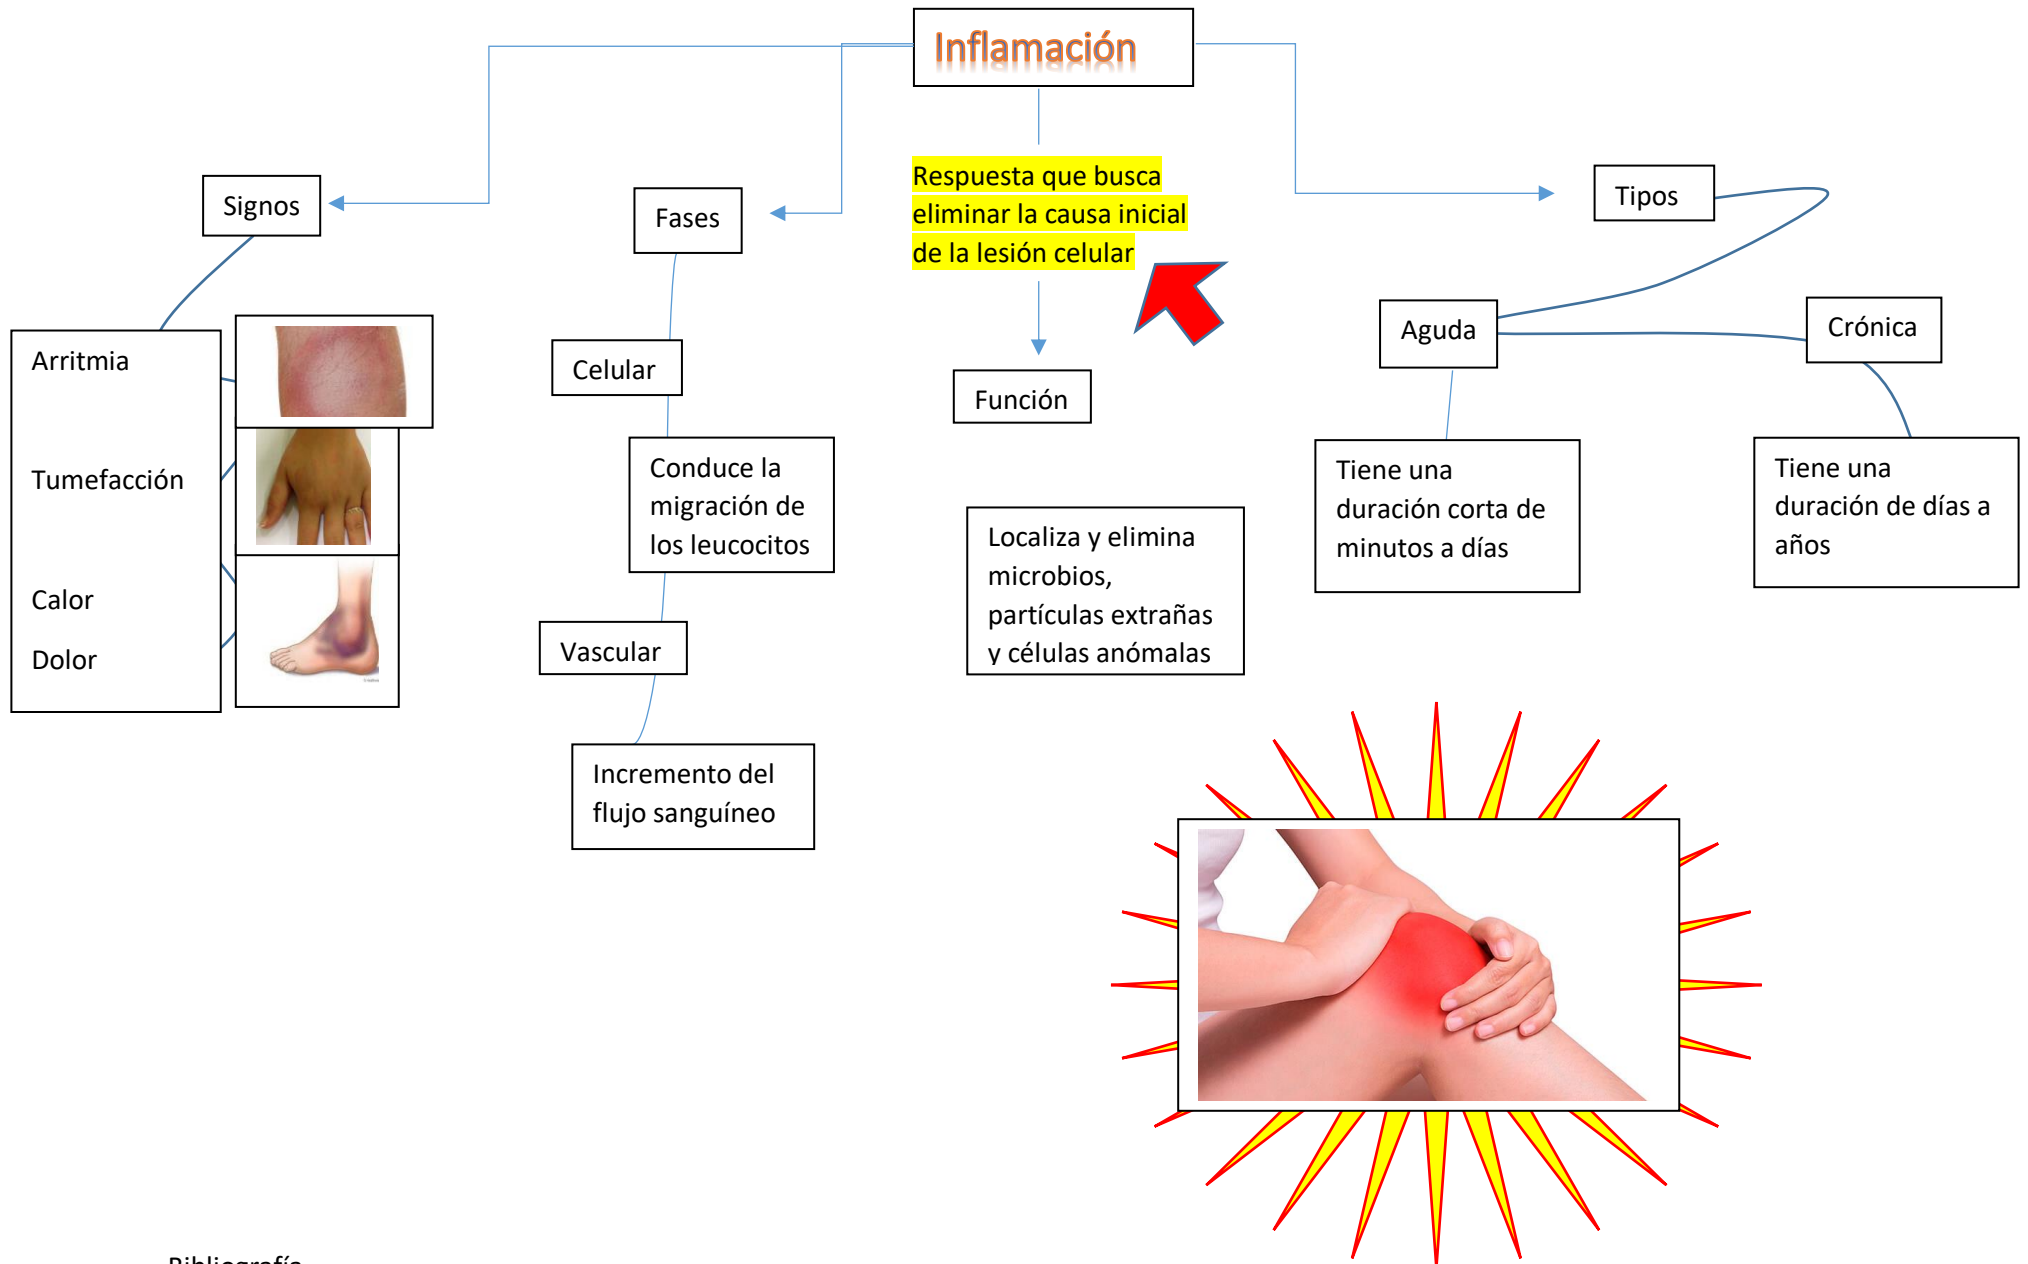 Inflamación
Respuesta que busca
eliminar la causa inicial
de la lesión celular
Signos
Arritmia
Tumefacción
Calor
Dolor
Fases
Celular
Conduce la
migración de
los leucocitos
Vascular
Incremento del
flujo sanguíneo
Función
Localiza y elimina
microbios,
partículas extrañas
y células anómalas
Tipos
Aguda
Tiene una
duración corta de
minutos a días
Crónica
Tiene una
duración de días a
años
Bibliografía